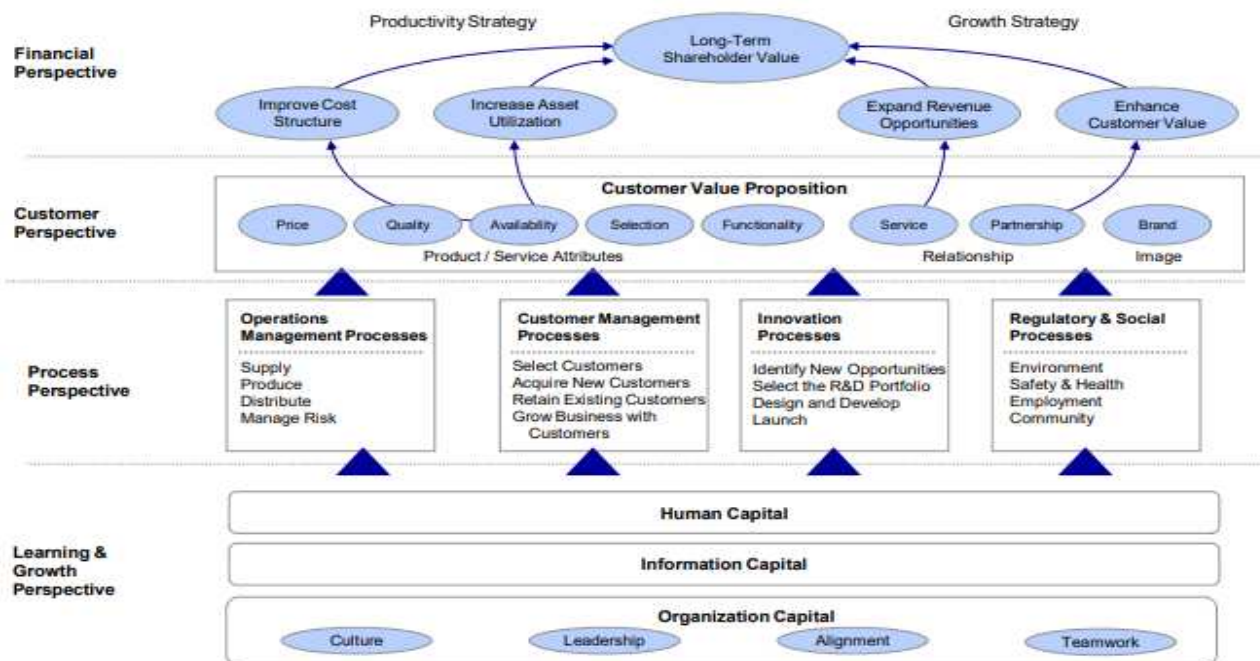 Productivity Strategy
Growth Strategy
Financial
Perspective
Long-Term
Shareholder Value
Improve Cost
Structure
Increase Asset
Utilization
Expand Revenue
Opportunities
Enhance
Customer Value
Customer
Perspective
Customer Value Proposition
Price
Quality
Availability
Selection
Functionality
Service
Partnership
Brand
Product / Service Attributes
Relationship
Image
Process
Perspective
Operations
Management Processes
Supply
Produce
Distribute
Manage Risk
Customer Management
Processes
Select Customers
Acquire New Customers
Retain Existing Customers
Grow Business with
Customers
Innovation
Processes
Identify New Opportunities
Select the R&D Portfolio
Design and Develop
Launch
Regulatory & Social
Processes
Environment
Safety & Health
Employment
Community
Learning &
Growth
Perspective
Human Capital
Information Capital
Organization Capital
Culture
Leadership
Alignment
Teamwork